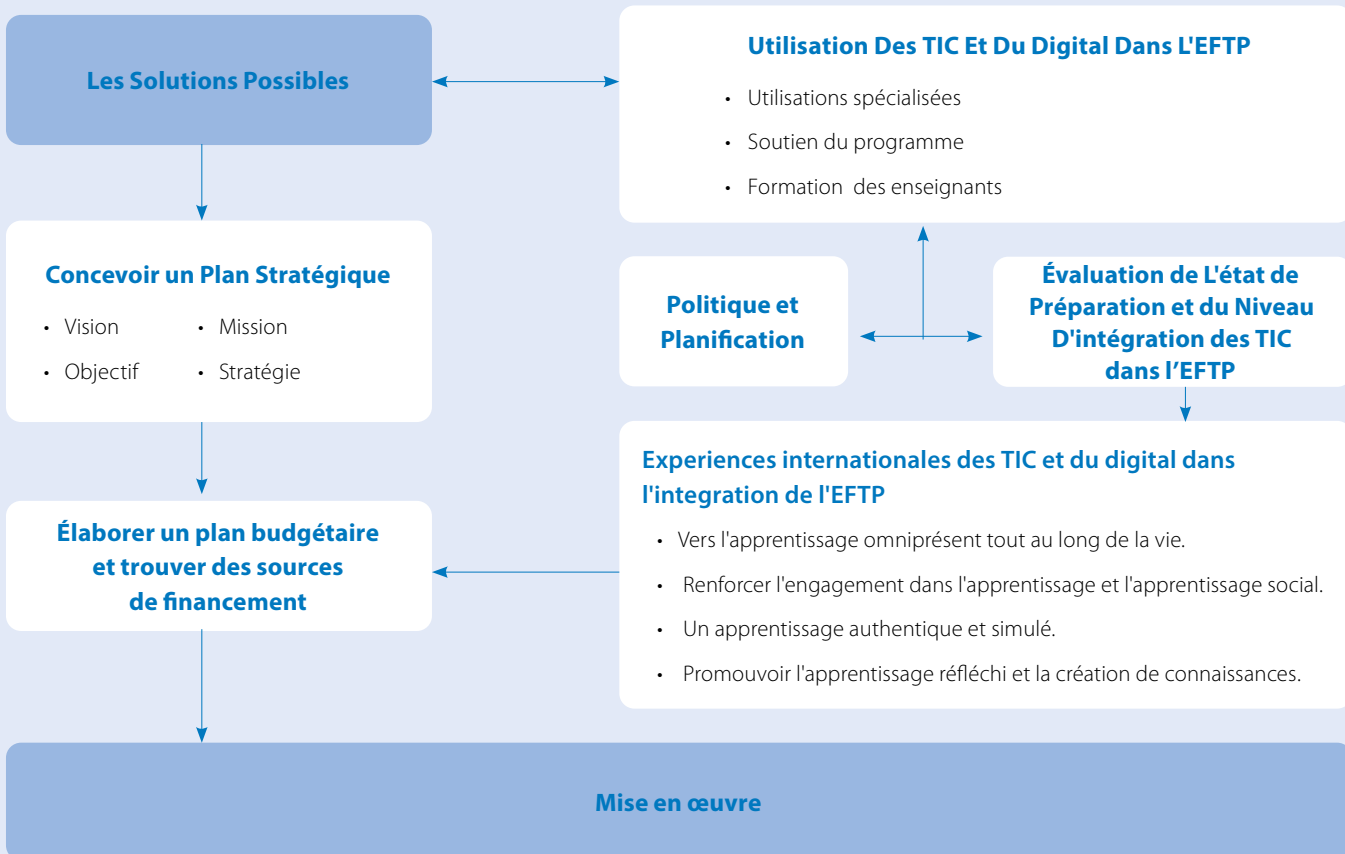 Les Solutions Possibles
Utilisation Des TIC Et Du Digital Dans L'EFTP
• Utilisations spécialisées
• Soutien du programme
• Formation des enseignants
Concevoir un Plan Stratégique
• Vision • Mission
• Objectif • Stratégie
Politique et
Planification
Évaluation de L'état de
Préparation et du Niveau
D'intégration des TIC
dans l’EFTP
Experiences internationales des TIC et du digital dans
l'integration de l'EFTP
• Vers l'apprentissage omniprésent tout au long de la vie.
• Renforcer l'engagement dans l'apprentissage et l'apprentissage social.
• Un apprentissage authentique et simulé.
• Promouvoir l'apprentissage réfléchi et la création de connaissances.
Élaborer un plan budgétaire
et trouver des sources
de financement
Mise en œuvre